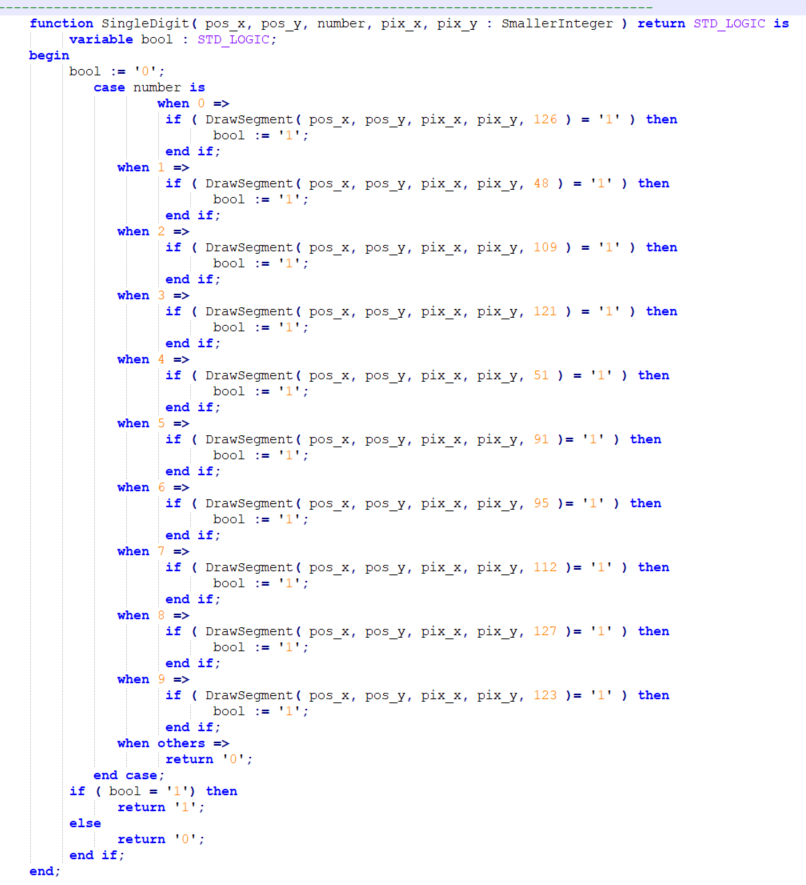 --------------------------------------------------------------------------------
function SingleDigit( pos_x, pos_y, number, pix_x, pix_y : SmallerInteger ) return STD_LOGIC is
variable bool : STD_LOGIC;
begin
bool := '0';
case number is
when 0 =>
if ( DrawSegment( pos_x, pos_y, pix_x, pix_y, 126 ) = '1' ) then
bool := '1';
end if;
when 1 =>
if ( DrawSegment( pos_x, pos_y, pix_x, pix_y, 48 ) = '1' ) then
bool := '1';
end if;
when 2 =>
if ( DrawSegment( pos_x, pos_y, pix_x, pix_y, 109 ) = '1' ) then
bool := '1';
end if;
when 3 =>
if ( DrawSegment( pos_x, pos_y, pix_x, pix_y, 121 ) = '1' ) then
bool := '1';
end if;
when 4 =>
if ( DrawSegment( pos_x, pos_y, pix_x, pix_y, 51 ) = '1' ) then
bool := '1';
end if;
when 5 =>
if ( DrawSegment( pos_x, pos_y, pix_x, pix_y, 91 )= '1' ) then
bool := '1';
end if;
when 6 =>
if ( DrawSegment( pos_x, pos_y, pix_x, pix_y, 95 )= '1' ) then
bool := '1';
end if;
when 7 =>
if ( DrawSegment( pos_x, pos_y, pix_x, pix_y, 112 )= '1' ) then
bool := '1';
end if;
when 8 =>
if ( DrawSegment( pos_x, pos_y, pix_x, pix_y, 127 )= '1' ) then
bool := '1';
end if;
when 9 =>
if ( DrawSegment( pos_x, pos_y, pix_x, pix_y, 123 )= '1' ) then
bool := '1';
end if;
when others =>
return '0';
end case;
if ( bool = '1') then
return '1';
else
return '0';
end if;
end;